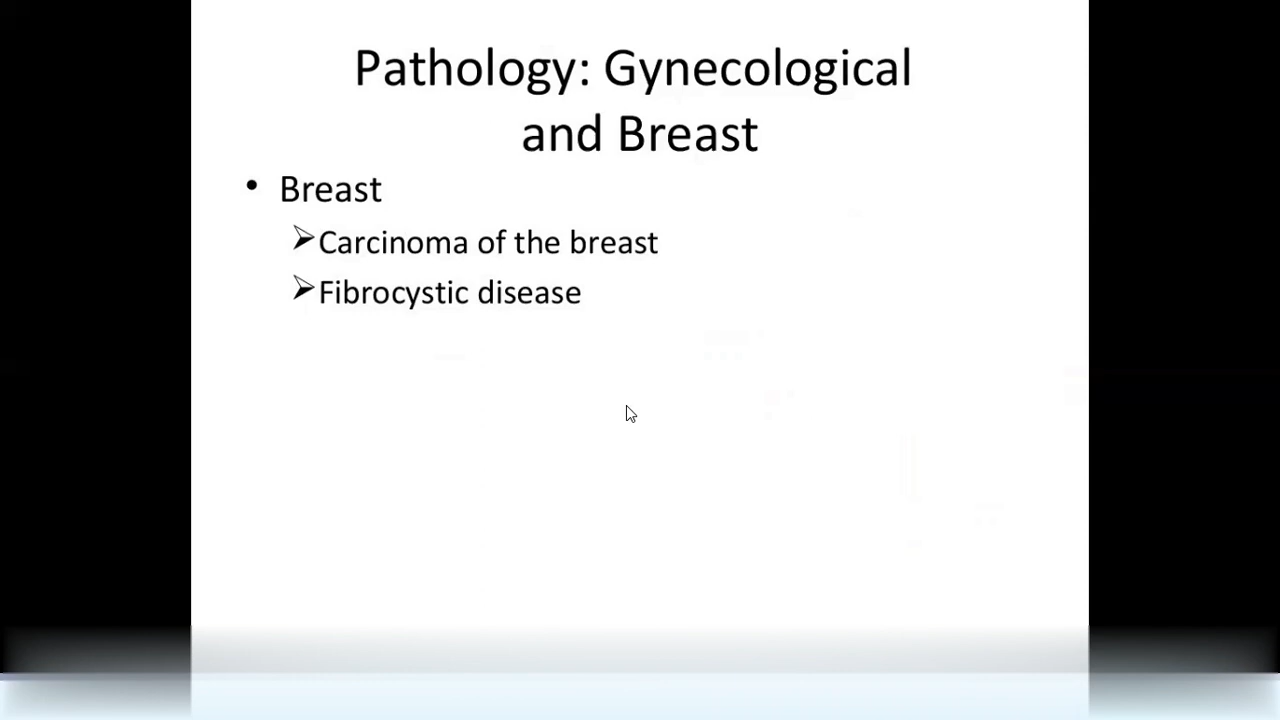 Pathology: Gynecological
and Breast
• Breast
➢Carcinoma of the breast
➢Fibrocystic disease